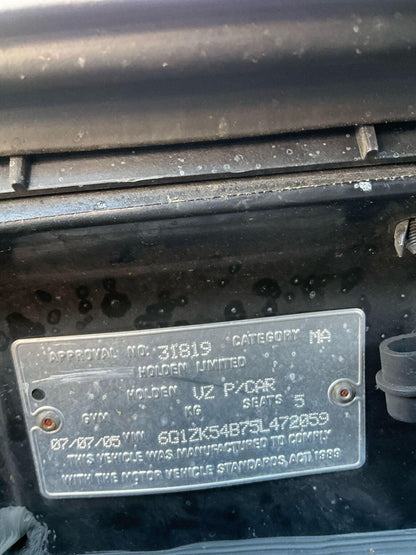 APPROVAL NO. 31819 CATEGORY MA
HOLDEN LIMITED
HOLDEN VZ P/CAR
GVM KG SEATS 5
07/07/05 VIN 6G1ZK54B75L472059
THIS VEHICLE WAS MANUFACTURED TO COMPLY
WITH THE MOTOR VEHICLE STANDARDS ACT 1989